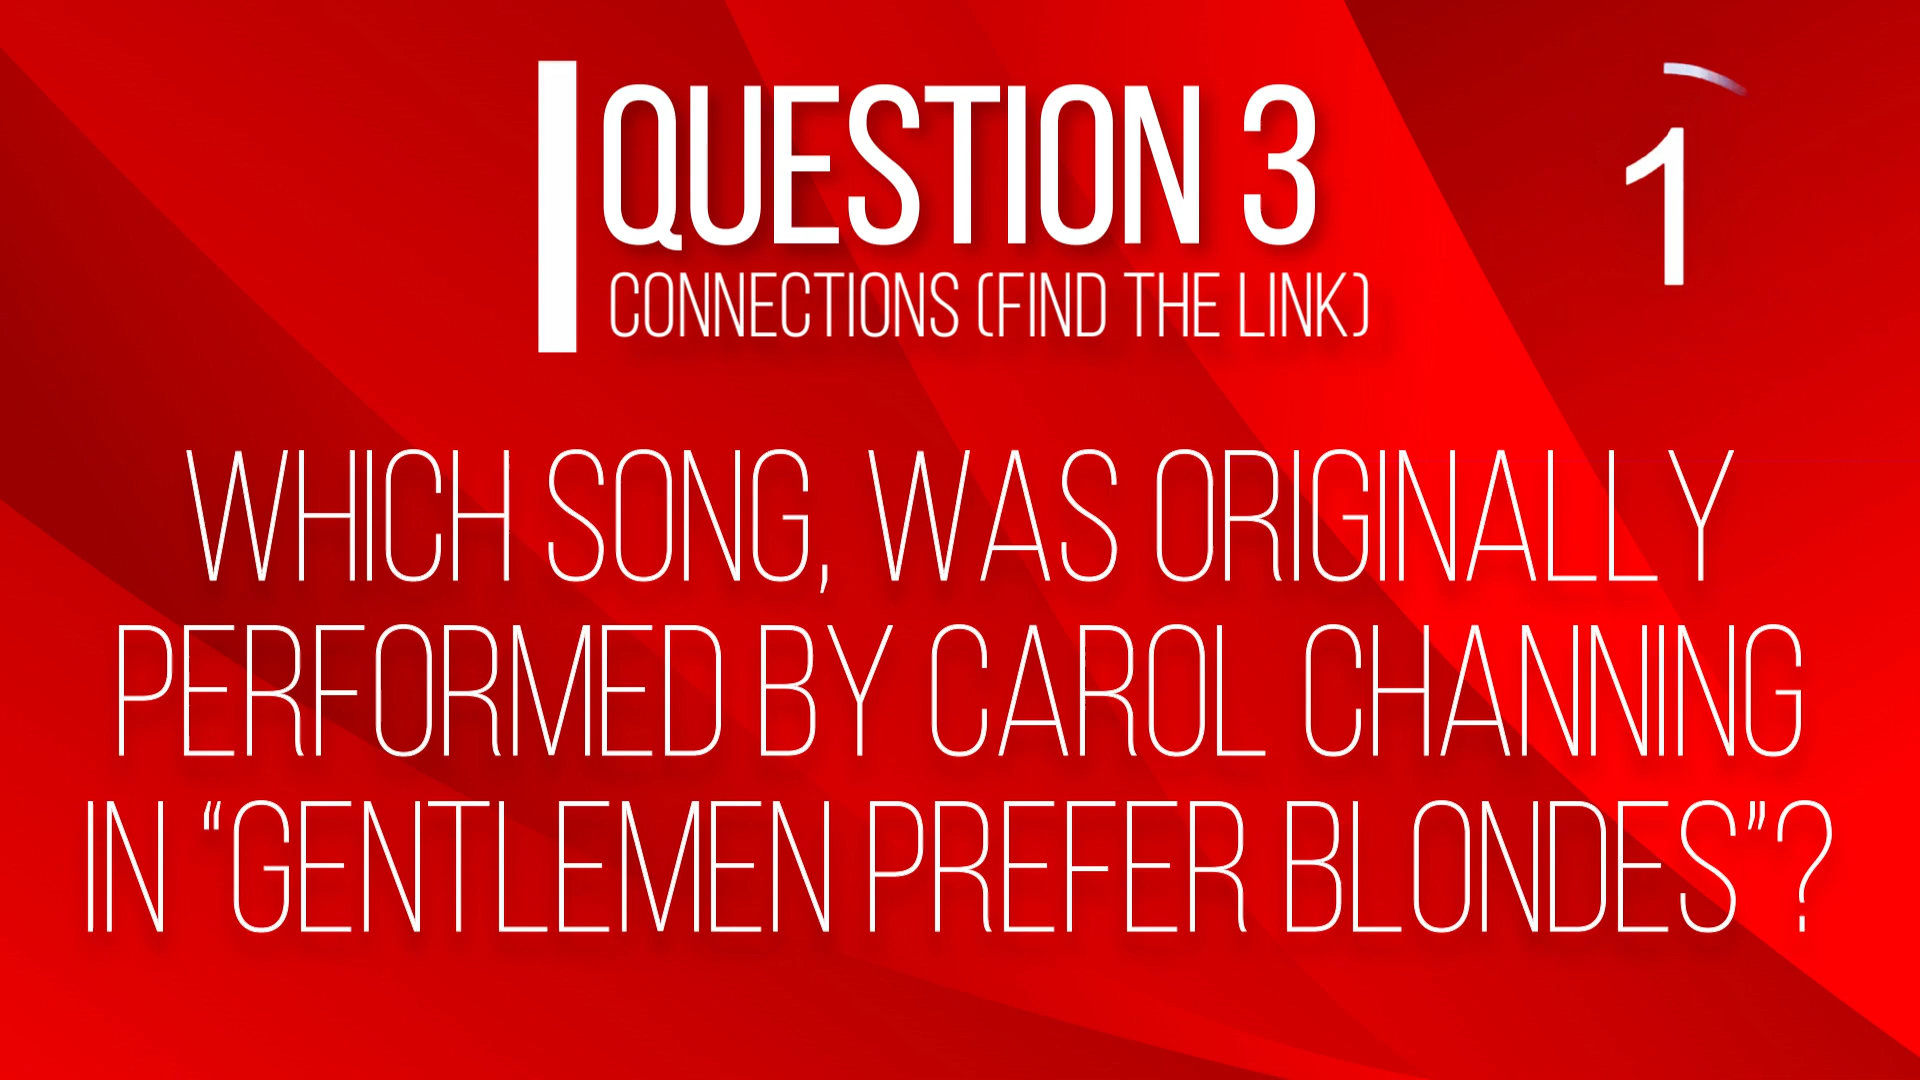 QUESTION 3
1
CONNECTIONS (FIND THE LINK)
WHICH SONG, WAS ORIGINALLY
PERFORMED BY CAROL CHANNING
IN “GENTLEMEN PREFER BLONDES”?